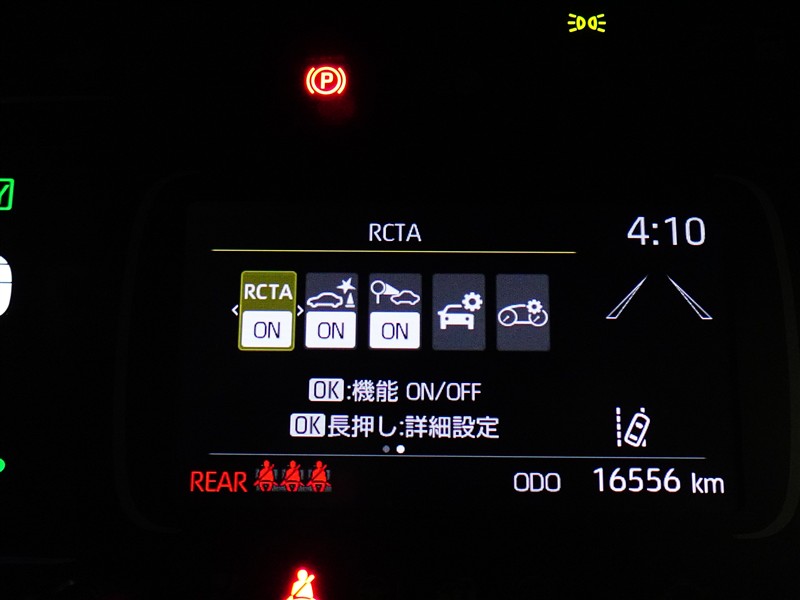 P
RCTA
4:10
RCTA
ON ON ON
OK:機能 ON/OFF
OK長押し:詳細設定
REAR ODO 16556 km